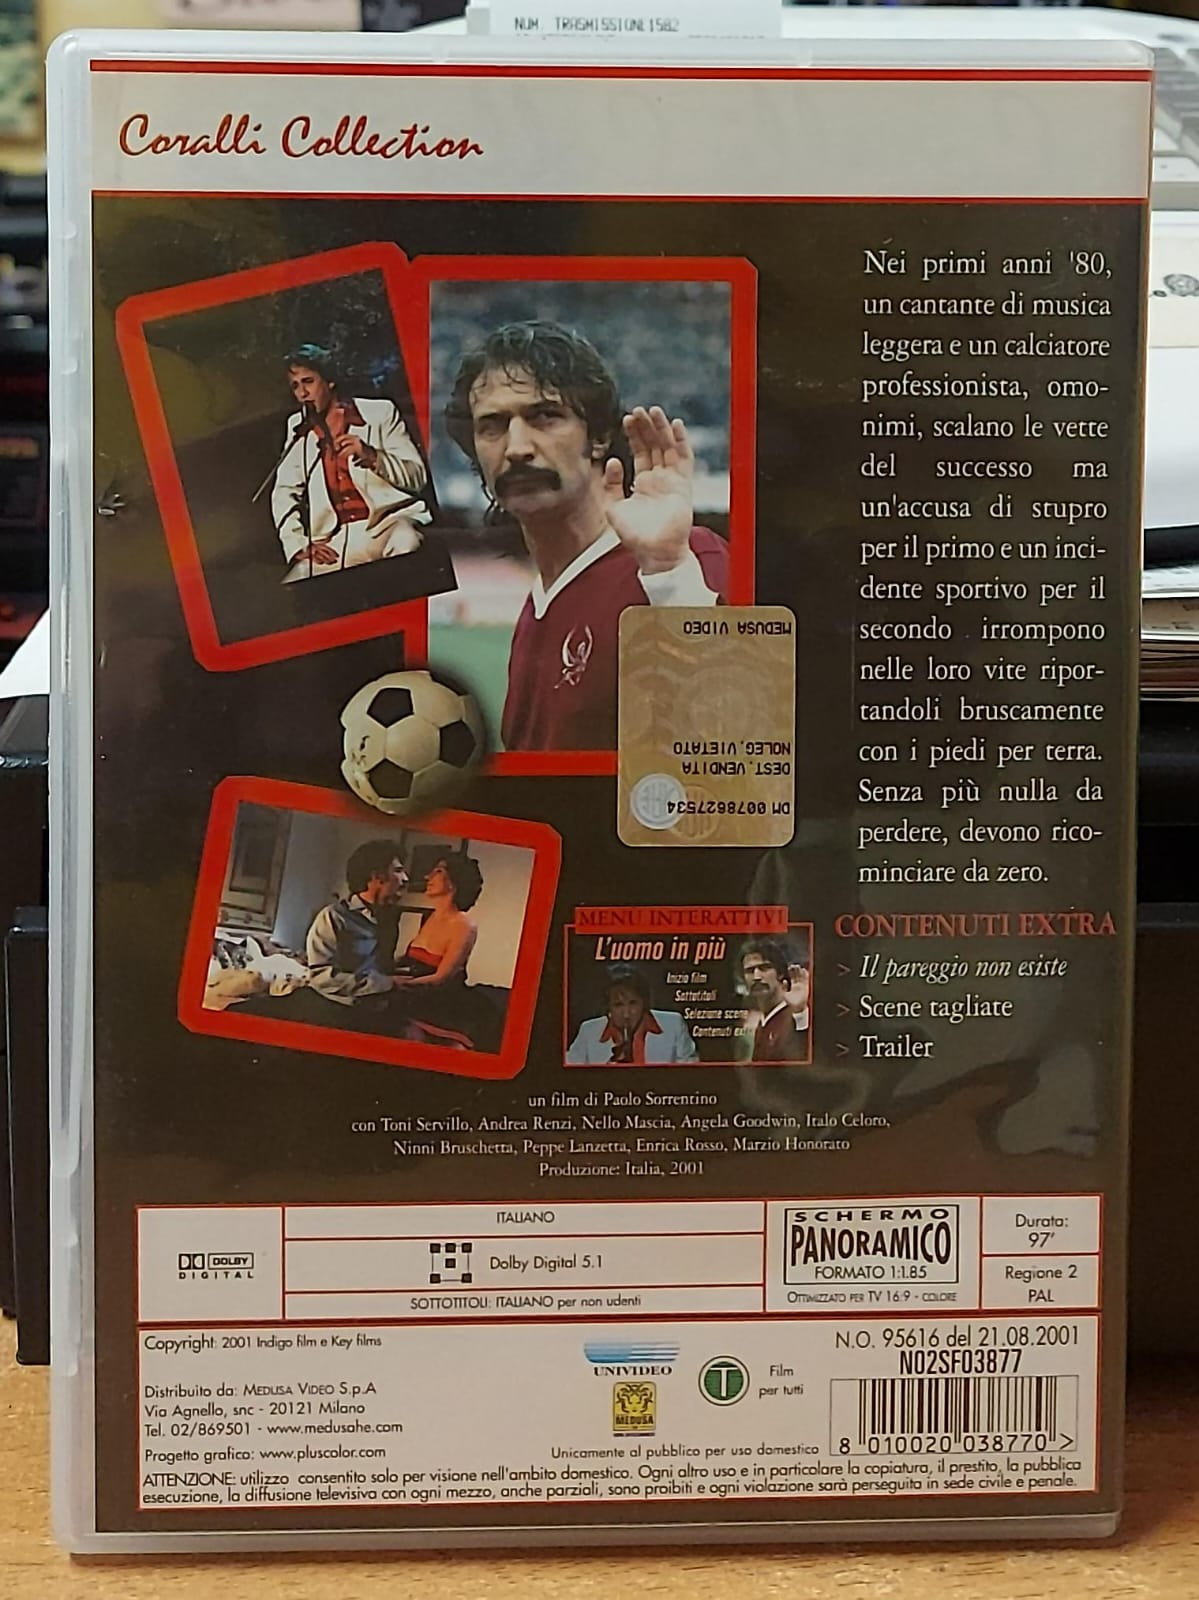 NUM. TRASMISSIONE1582
Coralli Collection
Nei primi anni '80,
un cantante di musica
leggera e un calciatore
professionista, omo-
nimi, scalano le vette
del successo ma
un'accusa di stupro
per il primo e un inci-
dente sportivo per il
secondo irrompono
nelle loro vite ripor-
tandoli bruscamente
con i piedi per terra.
Senza più nulla da
perdere, devono rico-
minciare da zero.
DM 0078627534
DEST. VENDITA
NOLEG. VIETATO
MEDUSA VIDEO
MENU INTERATTIVI
L'uomo in più
Inizio film
Sottotitoli
Selezione scene
Contenuti ext
CONTENUTI EXTRA
> Il pareggio non esiste
> Scene tagliate
> Trailer
un film di Paolo Sorrentino
con Toni Servillo, Andrea Renzi, Nello Mascia, Angela Goodwin, Italo Celoro,
Ninni Bruschetta, Peppe Lanzetta, Enrica Rosso, Marzio Honorato
Produzione: Italia, 2001
DOLBY
DIGITAL
ITALIANO
Dolby Digital 5.1
SOTTOTITOLI: ITALIANO per non udenti
SCHERMO
PANORAMICO
FORMATO 1:1.85
OTTIMIZZATO PER TV 16:9 - COLORE
Durata:
97'
Regione 2
PAL
Copyright: 2001 Indigo film e Key films
Distribuito da: MEDUSA VIDEO S.p.A
Via Agnello, snc - 20121 Milano
Tel. 02/869501 - www.medusahe.com
Progetto grafico: www.pluscolor.com
UNIVIDEO
MEDUSA
T
Film
per tutti
Unicamente al pubblico per uso domestico
N.O. 95616 del 21.08.2001
N02SF03877
8 010020 038770 >
ATTENZIONE: utilizzo consentito solo per visione nell'ambito domestico. Ogni altro uso e in particolare la copiatura, il prestito, la pubblica
esecuzione, la diffusione televisiva con ogni mezzo, anche parziali, sono proibiti e ogni violazione sarà perseguita in sede civile e penale.